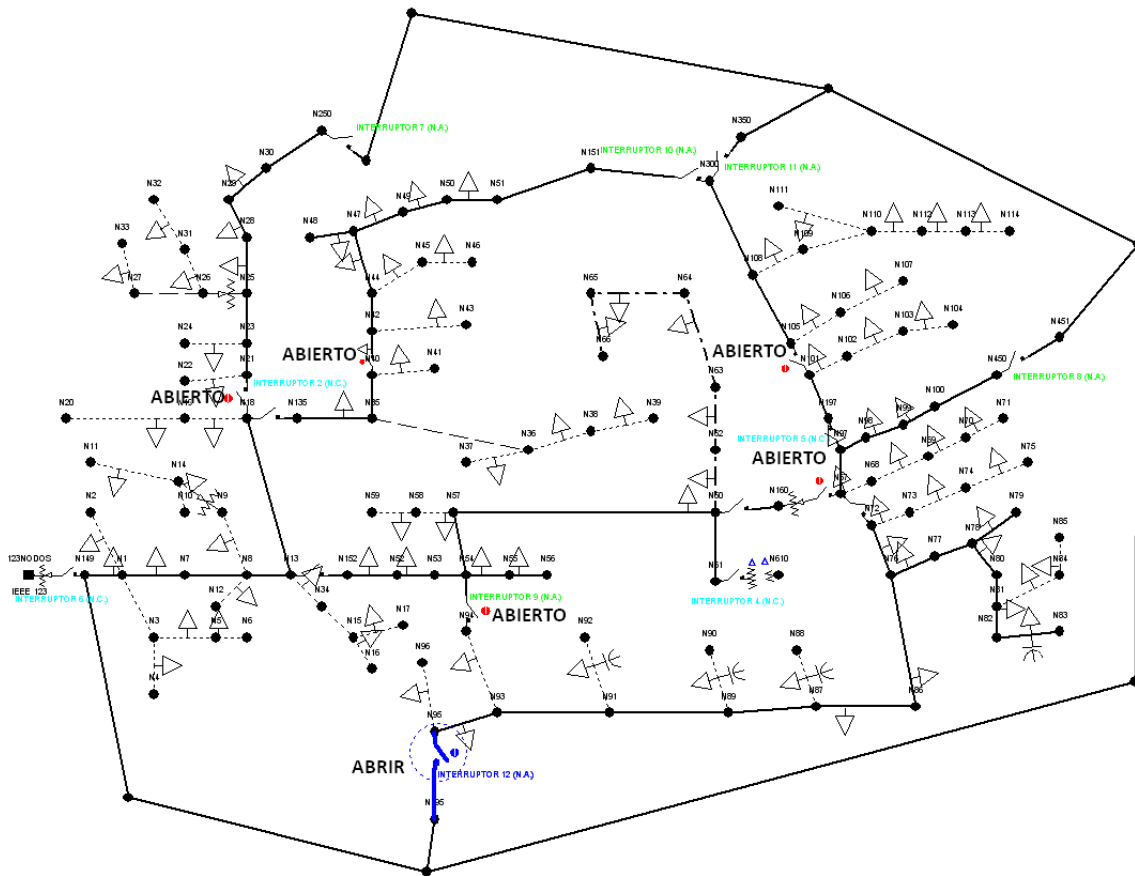 N250
INTERRUPTOR 7 (N.A.)
N350
N30
N151
INTERRUPTOR 10 (N.A.)
N300
INTERRUPTOR 11 (N.A.)
N32
N29
N49
N50
N51
N111
N33
N28
N48
N47
N110
N112
N113
N114
N31
N109
N45
N46
N108
N27
N26
N25
N44
N65
N64
N107
N106
N43
N103
N104
N24
N23
N42
N105
N451
ABIERTO
N66
N102
N22
N21
N40
N41
ABIERTO
N101
N63
N450
INTERRUPTOR 2 (N.C.)
INTERRUPTOR 8 (N.A.)
ABIERTO
N100
N20
N18
N135
N35
N38
N39
N197
N99
N70
N71
N98
N11
N37
N36
N62
INTERRUPTOR 5 (N.C.)
N97
N69
N75
ABIERTO
N14
N68
N74
N67
N2
N10
N9
N59
N58
N57
N60
N160
N73
N79
N72
N85
N78
123NODOS
N149
N1
N7
N8
N13
N152
N52
N53
N54
N55
N56
N61
N610
N76
N77
N80
N84
IEEE 123
INTERRUPTOR 6 (N.C.)
N12
N34
INTERRUPTOR 9 (N.A.)
INTERRUPTOR 4 (N.C.)
N81
ABIERTO
N3
N5
N6
N15
N17
N94
N92
N82
N83
N16
N96
N90
N88
N4
N95
N93
N91
N89
N87
N86
ABRIR
INTERRUPTOR 12 (N.A.)